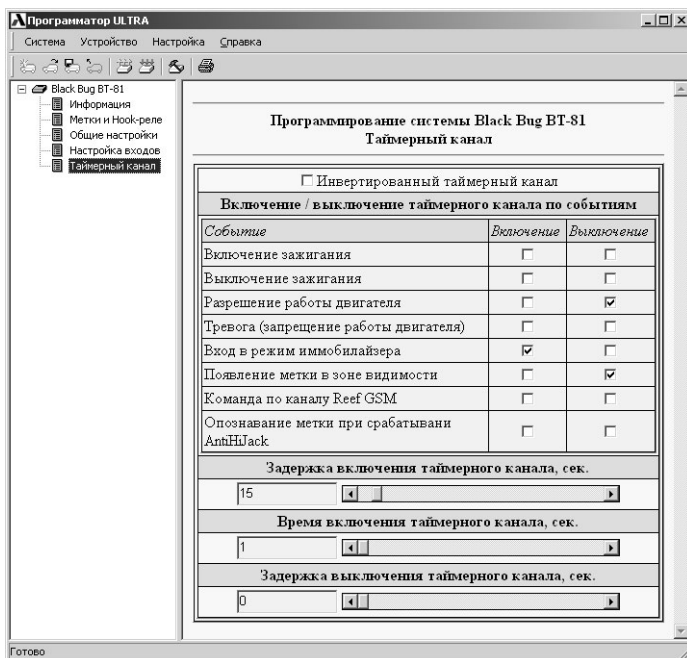 Программатор ULTRA
Система Устройство Настройка Справка
Black Bug BT-81
Информация
Метки и Hook-реле
Общие настройки
Настройка входов
Таймерный канал
Программирование системы Black Bug BT-81
Таймерный канал
Инвертированный таймерный канал
Включение / выключение таймерного канала по событиям
Событие Включение Выключение
Включение зажигания
Выключение зажигания
Разрешение работы двигателя
Тревога (запрещение работы двигателя)
Вход в режим иммобилайзера
Появление метки в зоне видимости
Команда по каналу Reef GSM
Опознавание метки при срабатывани
AntiHiJack
Задержка включения таймерного канала, сек.
15
Время включения таймерного канала, сек.
1
Задержка выключения таймерного канала, сек.
0
Готово